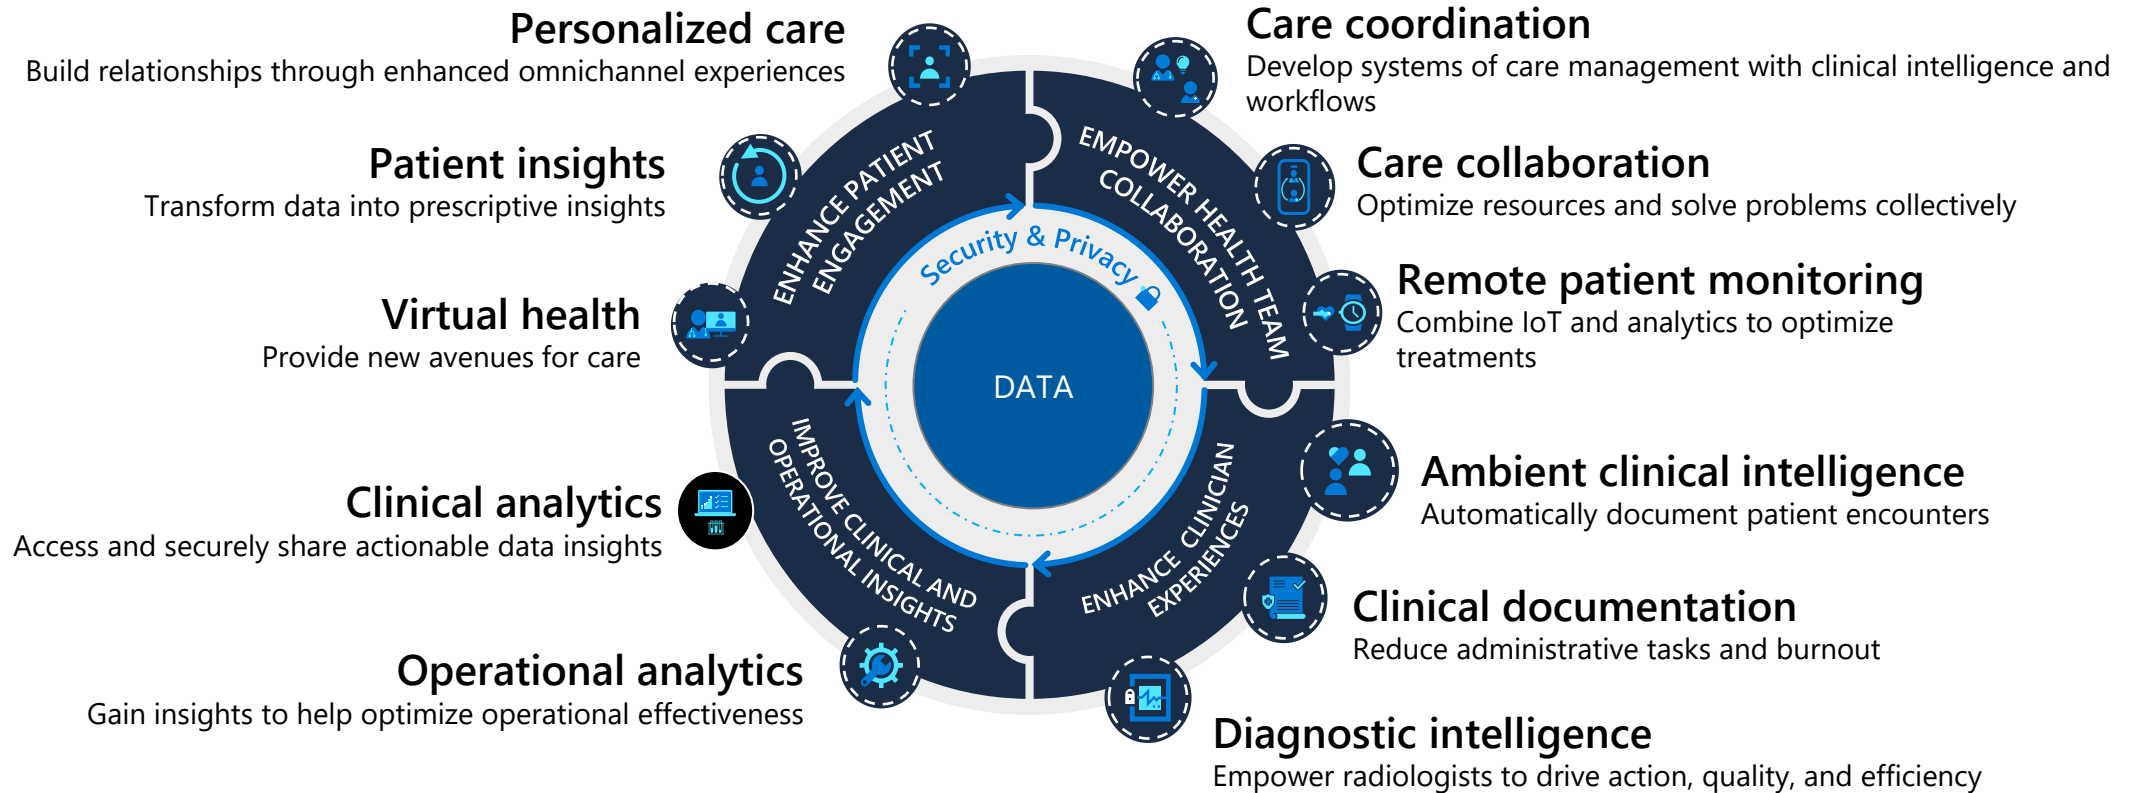 Personalized care
Build relationships through enhanced omnichannel experiences
Patient insights
Transform data into prescriptive insights
Virtual health
Provide new avenues for care
Clinical analytics
Access and securely share actionable data insights
Operational analytics
Gain insights to help optimize operational effectiveness
ENHANCE PATIENT
ENGAGEMENT
EMPOWER HEALTH TEAM
COLLABORATION
Security & Privacy
DATA
IMPROVE CLINICAL AND
OPERATIONAL INSIGHTS
ENHANCE CLINICIAN
EXPERIENCES
Care coordination
Develop systems of care management with clinical intelligence and
workflows
Care collaboration
Optimize resources and solve problems collectively
Remote patient monitoring
Combine IoT and analytics to optimize
treatments
Ambient clinical intelligence
Automatically document patient encounters
Clinical documentation
Reduce administrative tasks and burnout
Diagnostic intelligence
Empower radiologists to drive action, quality, and efficiency